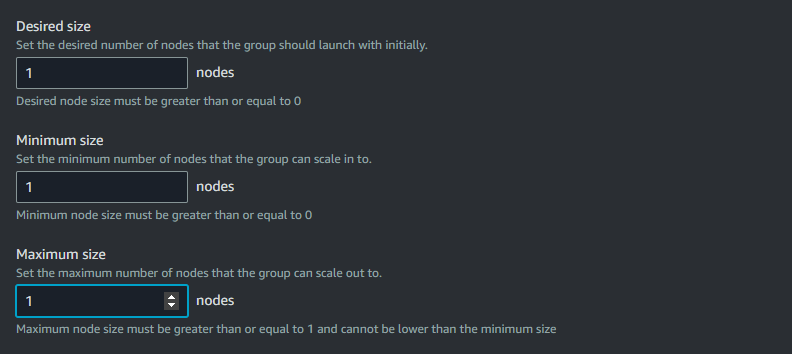 Desired size
Set the desired number of nodes that the group should launch with initially.
1 nodes
Desired node size must be greater than or equal to 0
Minimum size
Set the minimum number of nodes that the group can scale in to.
1 nodes
Minimum node size must be greater than or equal to 0
Maximum size
Set the maximum number of nodes that the group can scale out to.
1 nodes
Maximum node size must be greater than or equal to 1 and cannot be lower than the minimum size